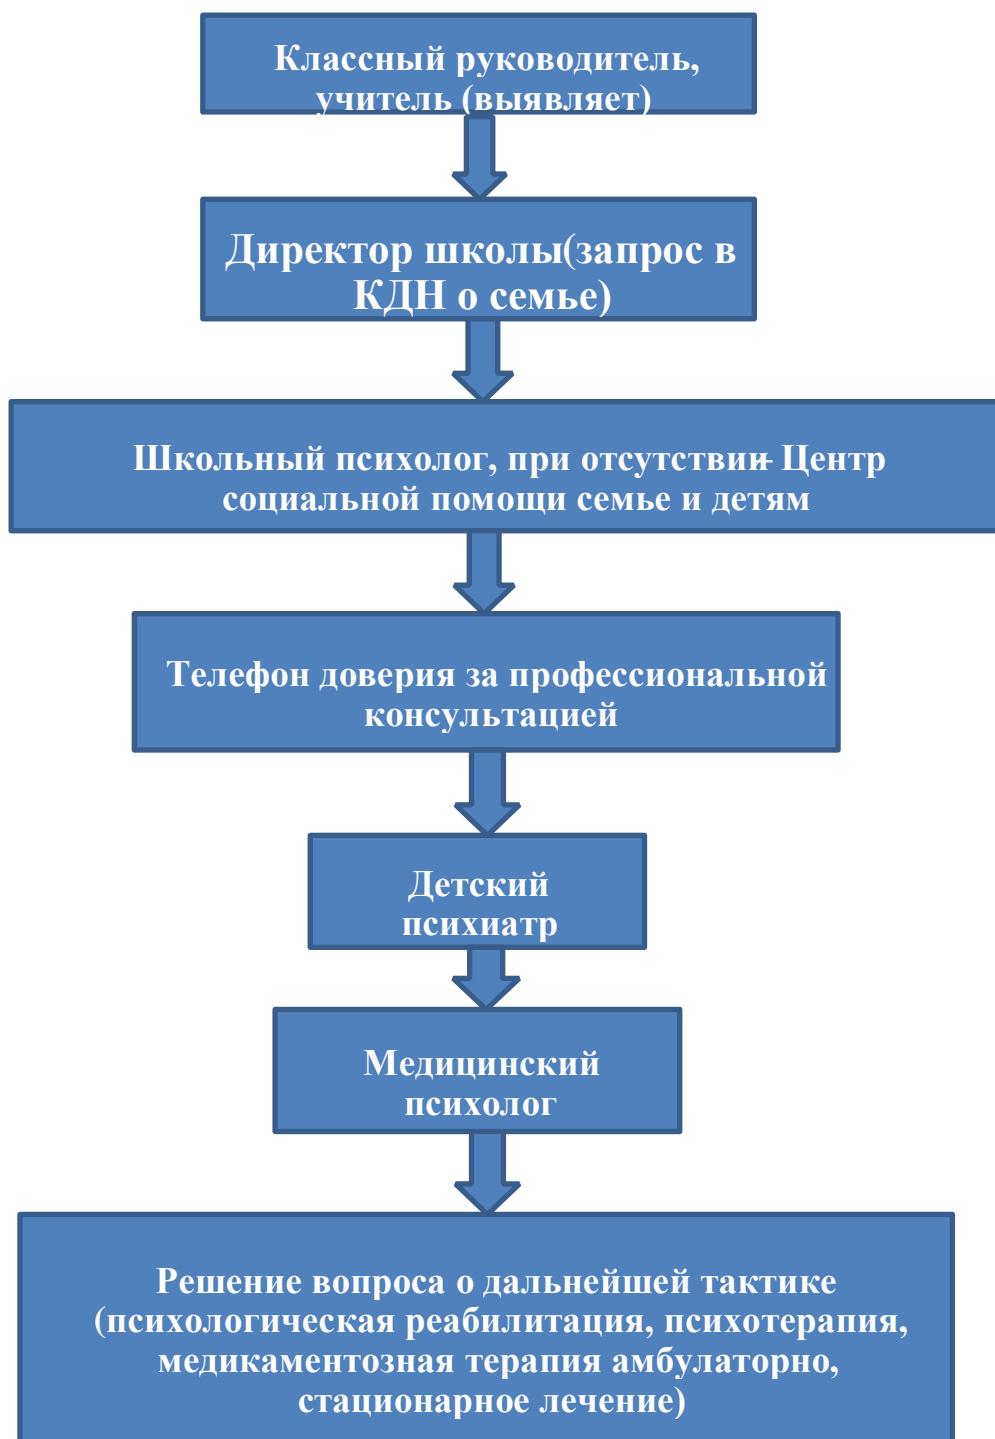 Классный руководитель,
учитель (выявляет)
Директор школы(запрос в
КДН о семье)
Школьный психолог, при отсутствии- Центр
социальной помощи семье и детям
Телефон доверия за профессиональной
консультацией
Детский
психиатр
Медицинский
психолог
Решение вопроса о дальнейшей тактике
(психологическая реабилитация, психотерапия,
медикаментозная терапия амбулаторно,
стационарное лечение)